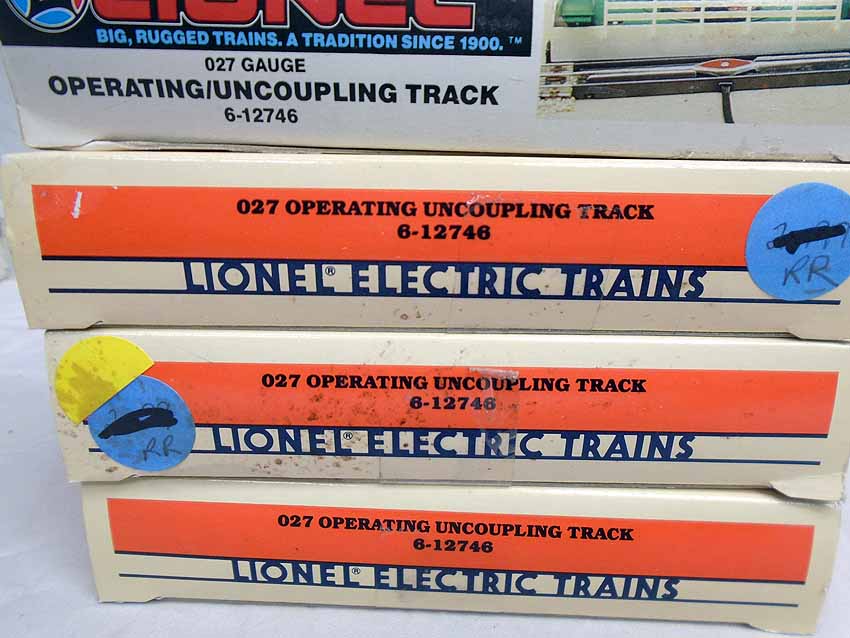 LIONEL
BIG, RUGGED TRAINS. A TRADITION SINCE 1900. ™
027 GAUGE
OPERATING/UNCOUPLING TRACK
6-12746
027 OPERATING UNCOUPLING TRACK
6-12746
RR
LIONEL® ELECTRIC TRAINS
027 OPERATING UNCOUPLING TRACK
6-12746
RR
LIONEL® ELECTRIC TRAINS
027 OPERATING UNCOUPLING TRACK
6-12746
LIONEL® ELECTRIC TRAINS